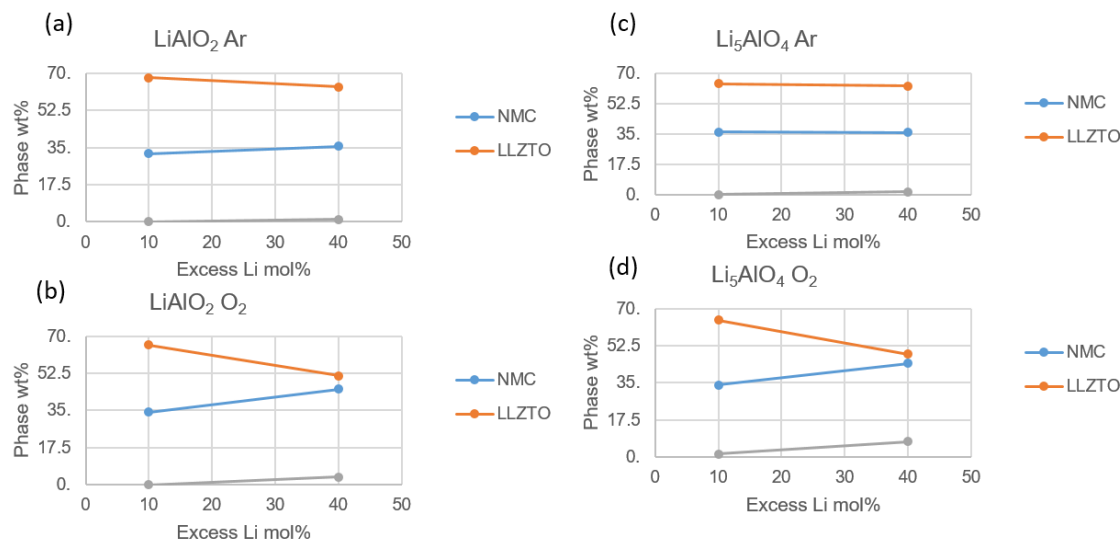 (a)
LiAlO₂ Ar
70.
52.5
35
17.5
0.
Phase wt%
0 10 20 30 40 50
Excess Li mol%
NMC
LLZTO
(b)
LiAlO₂ O₂
70.
52.5
35
17.5
0.
Phase wt%
0 10 20 30 40 50
Excess Li mol%
NMC
LLZTO
(c)
Li₅AlO₄ Ar
70.
52.5
35
17.5
0.
Phase wt%
0 10 20 30 40 50
Excess Li mol%
NMC
LLZTO
(d)
Li₅AlO₄ O₂
70.
52.5
35
17.5
0.
Phase wt%
0 10 20 30 40 50
Excess Li mol%
NMC
LLZTO